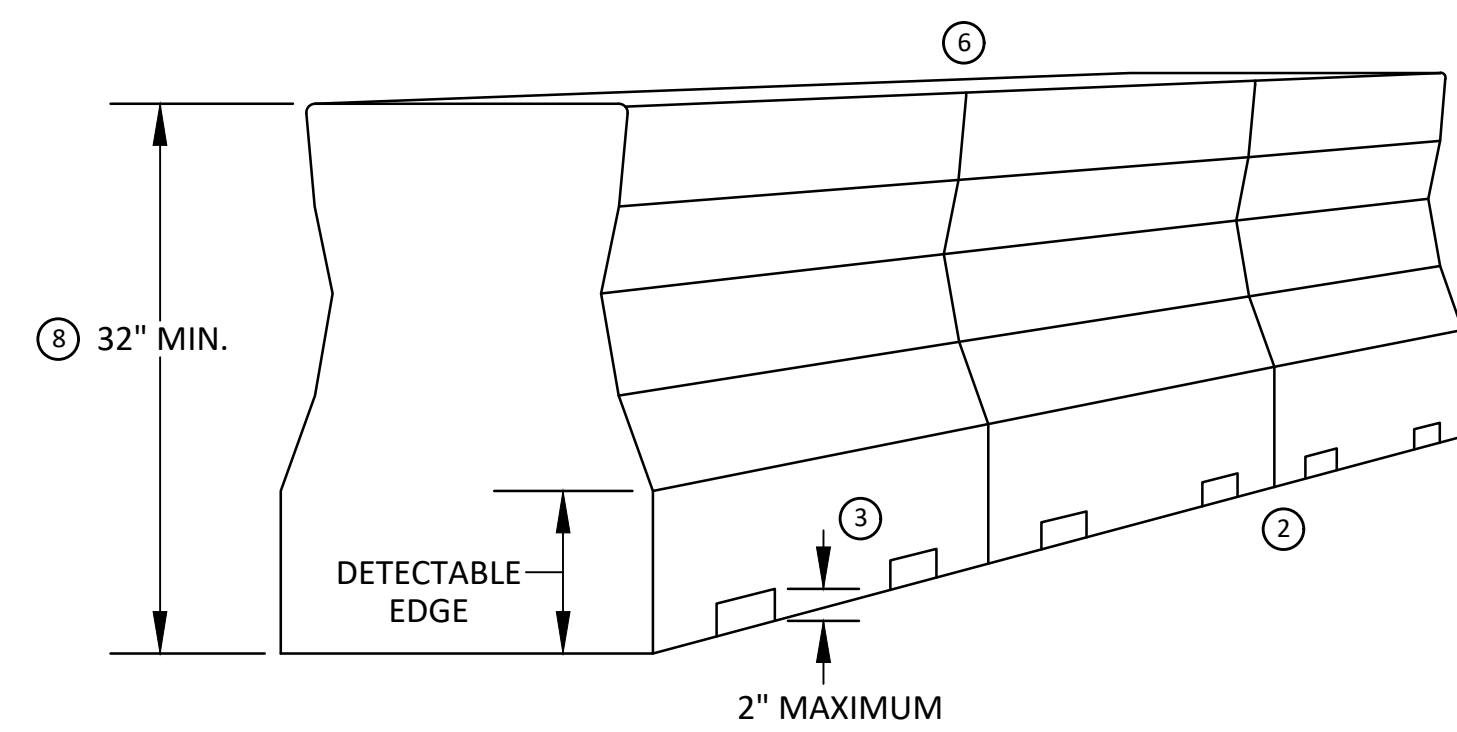 6
8 32" MIN.
3
2
DETECTABLE
EDGE
2" MAXIMUM